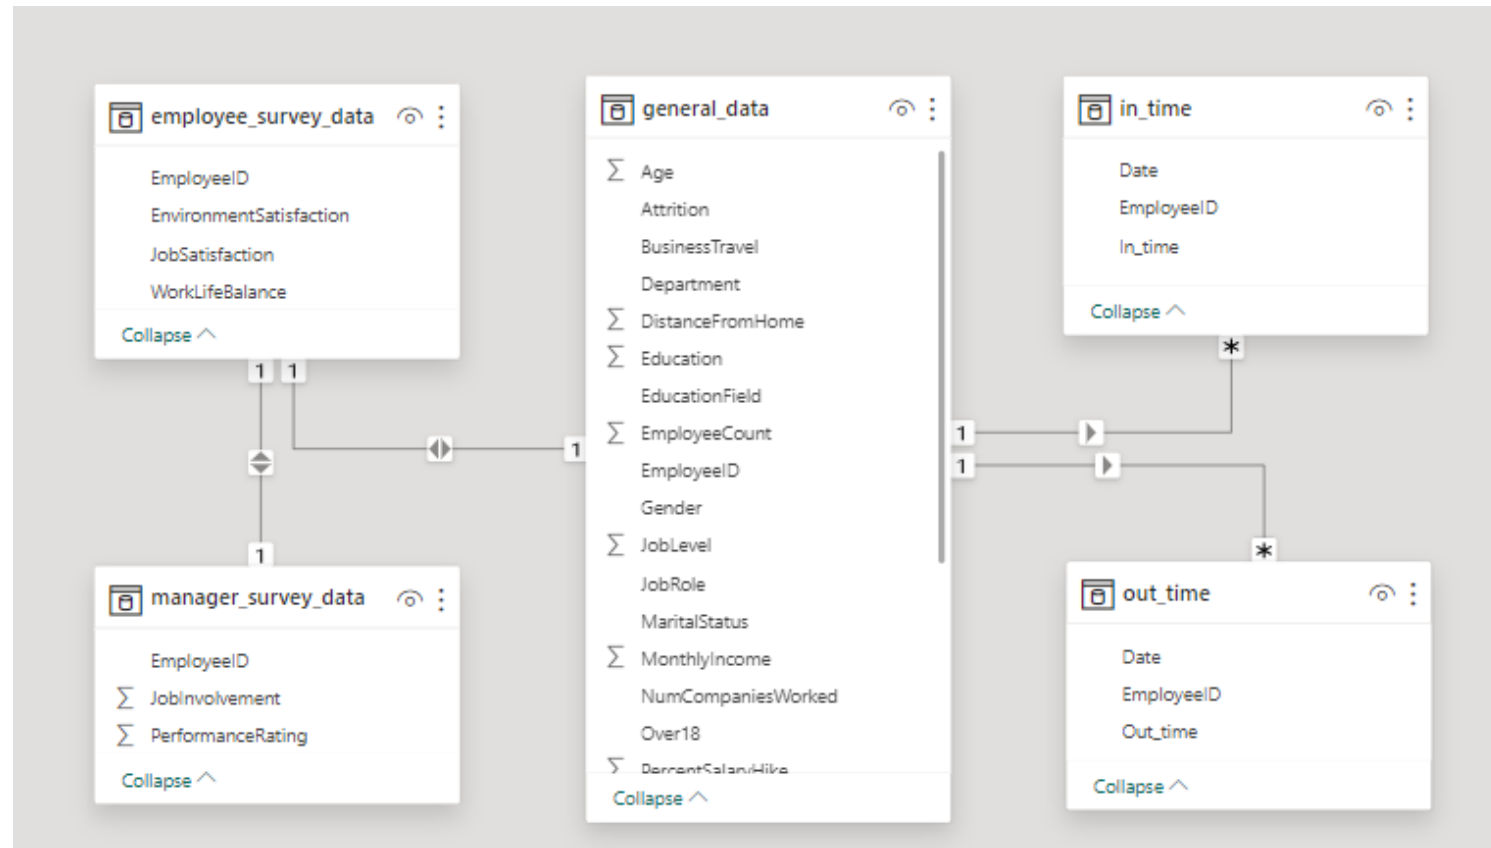 employee_survey_data
EmployeeID
EnvironmentSatisfaction
JobSatisfaction
WorkLifeBalance
Collapse
1 1
1
manager_survey_data
EmployeeID
Σ JobInvolvement
Σ PerformanceRating
Collapse
general_data
Σ Age
Attrition
BusinessTravel
Department
Σ DistanceFromHome
Σ Education
EducationField
Σ EmployeeCount
EmployeeID
Gender
Σ JobLevel
JobRole
MaritalStatus
Σ MonthlyIncome
NumCompaniesWorked
Over18
Σ PercentSalaryHike
Collapse
1
1
1
in_time
Date
EmployeeID
In_time
Collapse
*
*
out_time
Date
EmployeeID
Out_time
Collapse